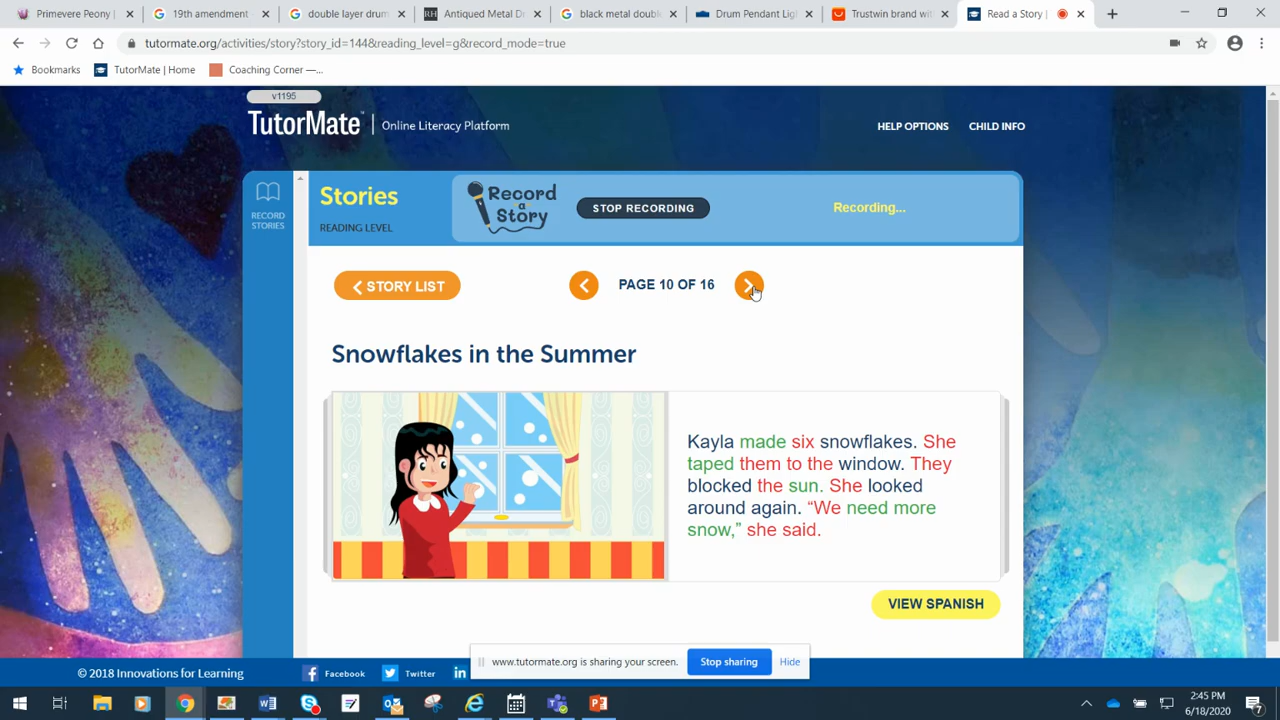 Primevere Peony |
19th amendment
double layer drum
RH Antiqued Metal Dr
black metal doubl
Drum Pendant Lig
Trustwin brand wit
Read a Story |
tutormate.org/activities/story?story_id=144&reading_level=g&record_mode=true
Bookmarks
TutorMate | Home
Coaching Corner —...
v1195
TutorMate | Online Literacy Platform
HELP OPTIONS
CHILD INFO
RECORD
STORIES
Stories
READING LEVEL
Record
a
Story
STOP RECORDING
Recording...
STORY LIST
PAGE 10 OF 16
Snowflakes in the Summer
Kayla made six snowflakes. She
taped them to the window. They
blocked the sun. She looked
around again. “We need more
snow,” she said.
VIEW SPANISH
www.tutormate.org is sharing your screen.
Stop sharing
Hide
© 2018 Innovations for Learning
Facebook
Twitter
in
2:45 PM
6/18/2020
7